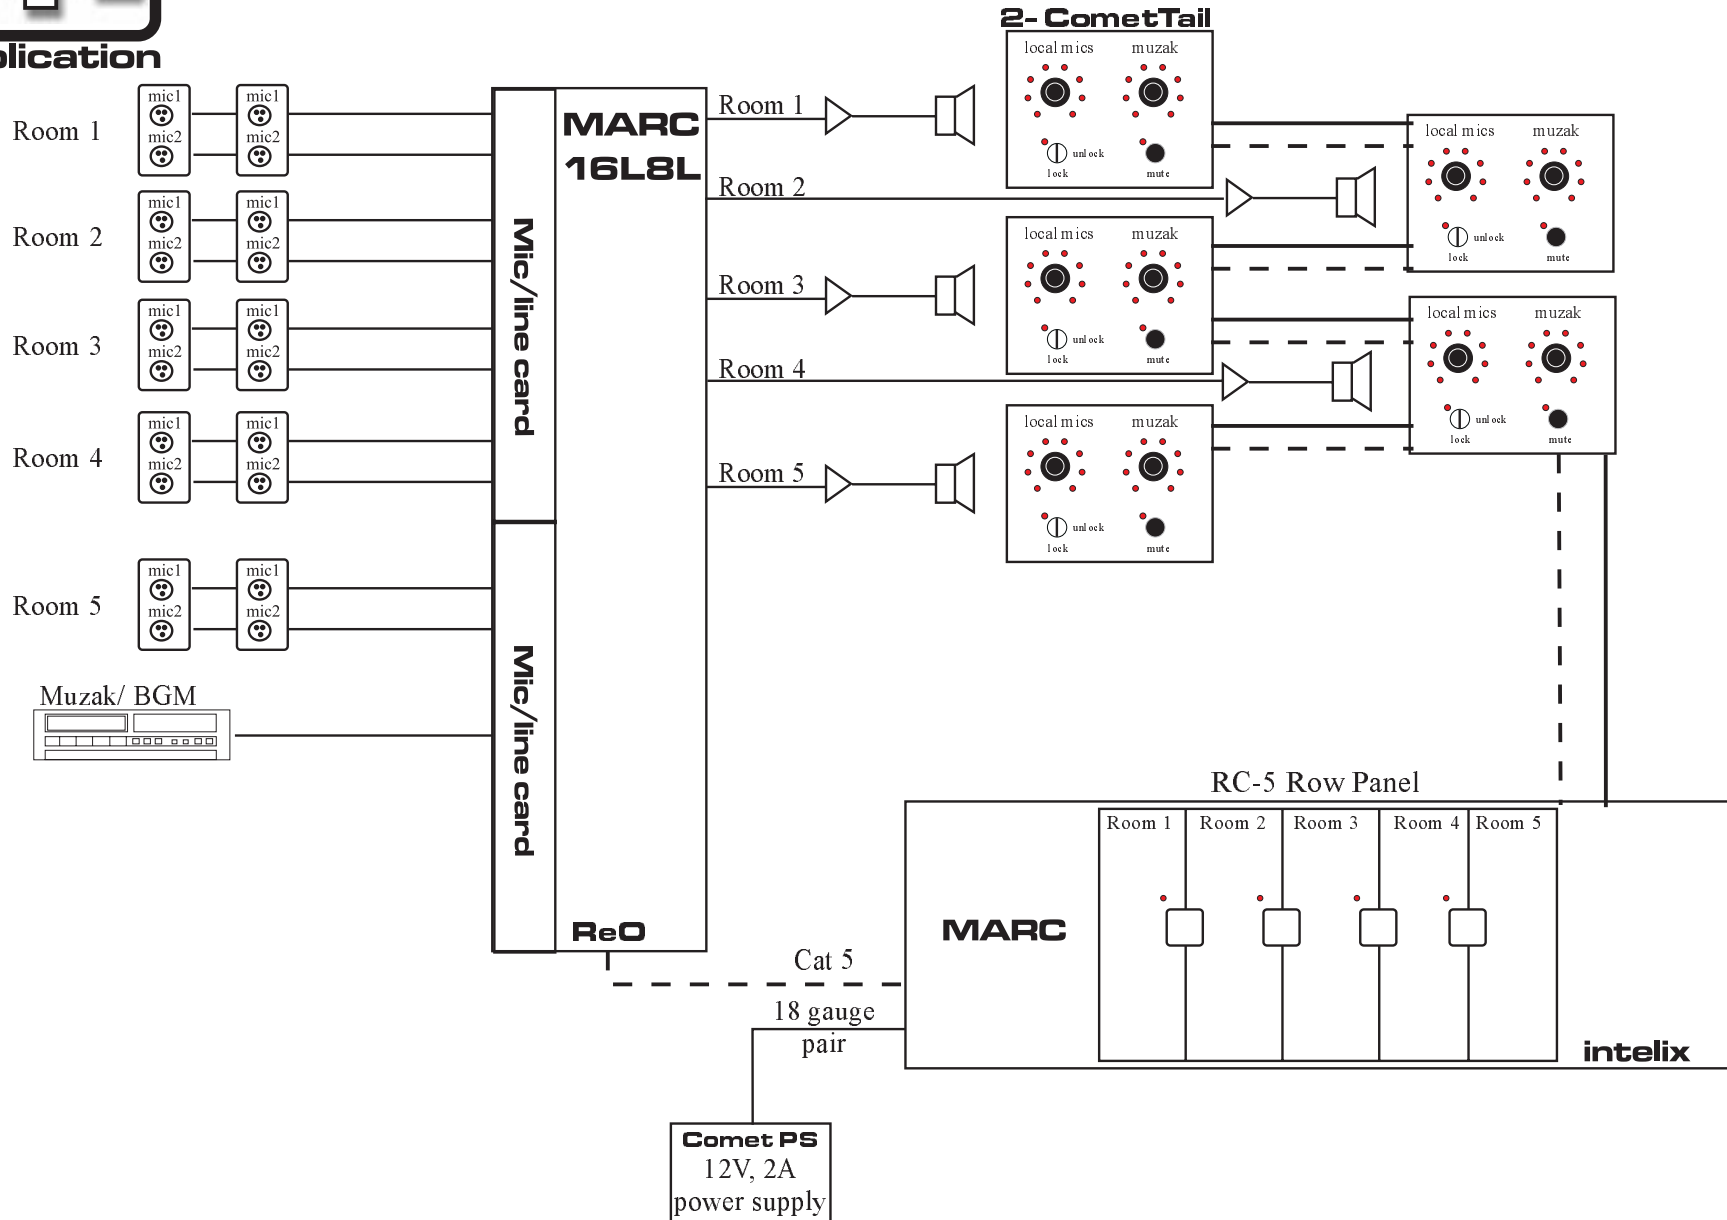 plication
Room 1
mic1
mic2
mic1
mic2
Room 2
mic1
mic2
mic1
mic2
Room 3
mic1
mic2
mic1
mic2
Room 4
mic1
mic2
mic1
mic2
Room 5
mic1
mic2
mic1
mic2
Muzak/ BGM
Mic/line card
Mic/line card
MARC
16L8L
ReO
Room 1
Room 2
Room 3
Room 4
Room 5
2- CometTail
local mics muzak
unlock
lock mute
local mics muzak
unlock
lock mute
local mics muzak
unlock
lock mute
local mics muzak
unlock
lock mute
local mics muzak
unlock
lock mute
RC-5 Row Panel
Room 1 Room 2 Room 3 Room 4 Room 5
MARC
intelix
Cat 5
18 gauge
pair
Comet PS
12V, 2A
power supply